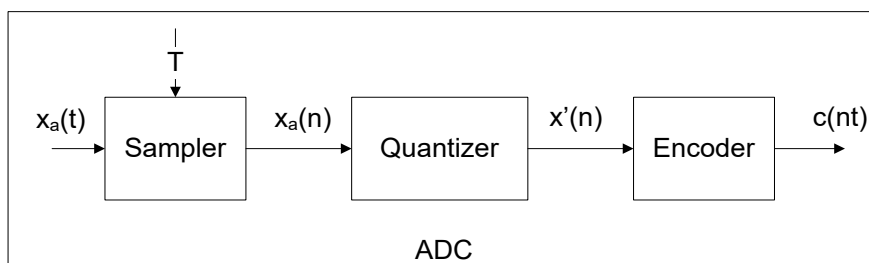 T
xₐ(t)
Sampler
xₐ(n)
Quantizer
x’(n)
Encoder
c(nt)
ADC